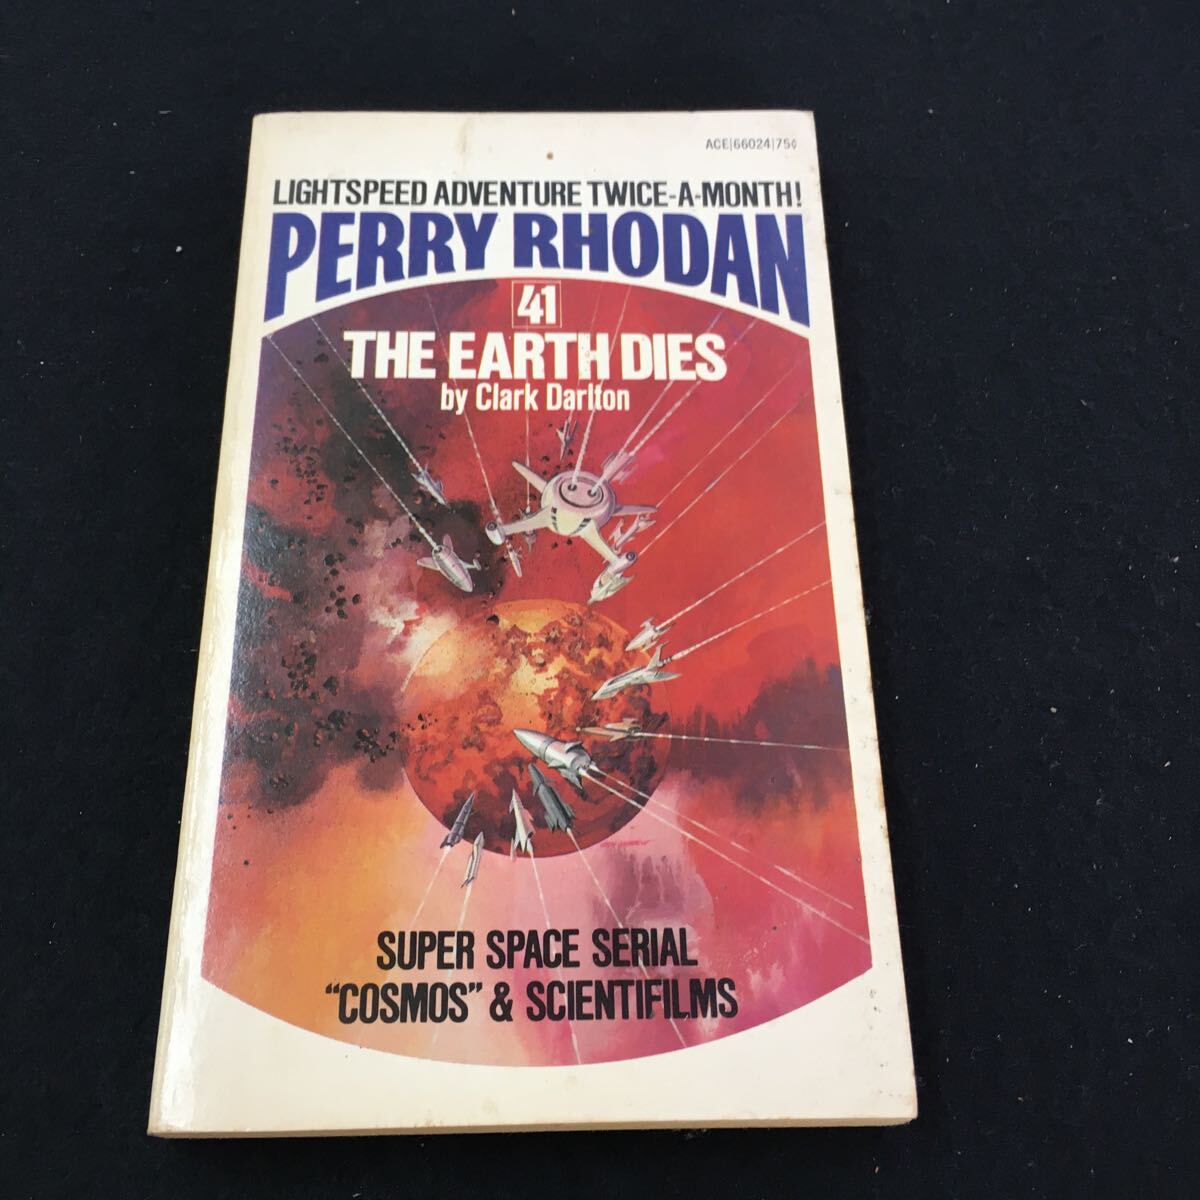 ACE|66024|75¢
LIGHTSPEED ADVENTURE TWICE-A-MONTH!
PERRY RHODAN
41
THE EARTH DIES
by Clark Darlton
SUPER SPACE SERIAL
"COSMOS" & SCIENTIFILMS